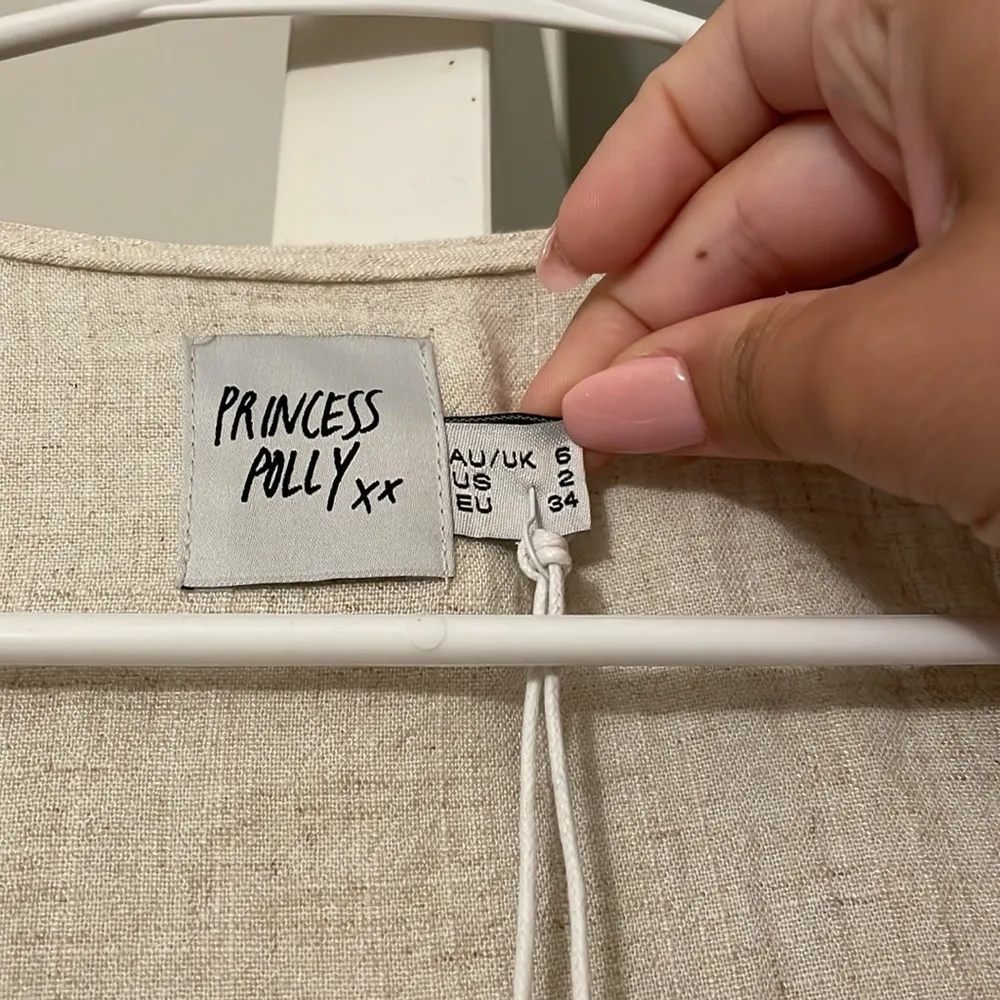 PRINCESS
POLLY xx
AU/UK 6
US 2
EU 34